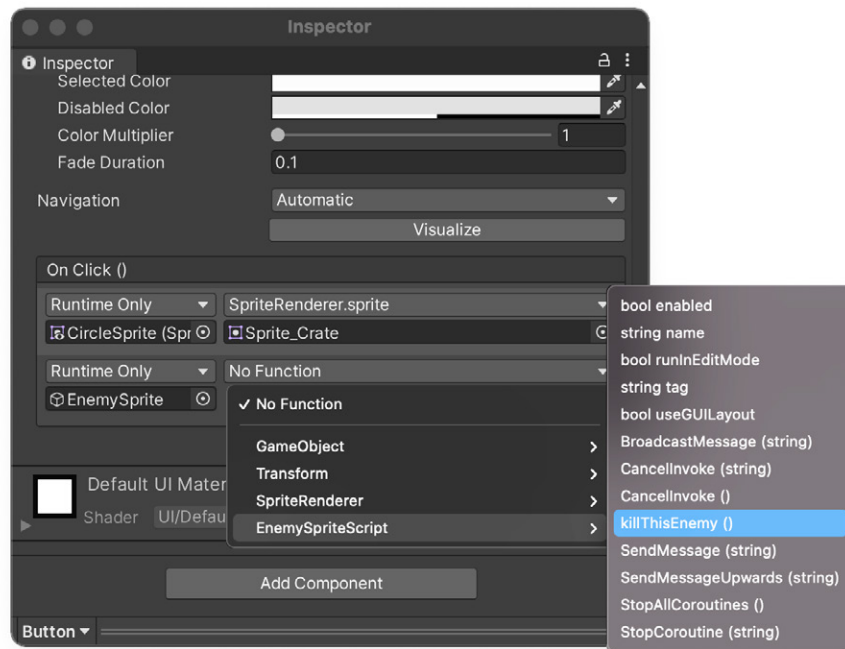 Inspector
Inspector
Selected Color
Disabled Color
Color Multiplier 1
Fade Duration 0.1
Navigation Automatic
Visualize
On Click ()
Runtime Only SpriteRenderer.sprite
CircleSprite (Spr Sprite_Crate
Runtime Only No Function
EnemySprite
✓ No Function
GameObject
Transform
SpriteRenderer
EnemySpriteScript
bool enabled
string name
bool runInEditMode
string tag
bool useGUILayout
BroadcastMessage (string)
CancelInvoke (string)
CancelInvoke ()
killThisEnemy ()
SendMessage (string)
SendMessageUpwards (string)
StopAllCoroutines ()
StopCoroutine (string)
Default UI Mater
Shader UI/Defau
Add Component
Button